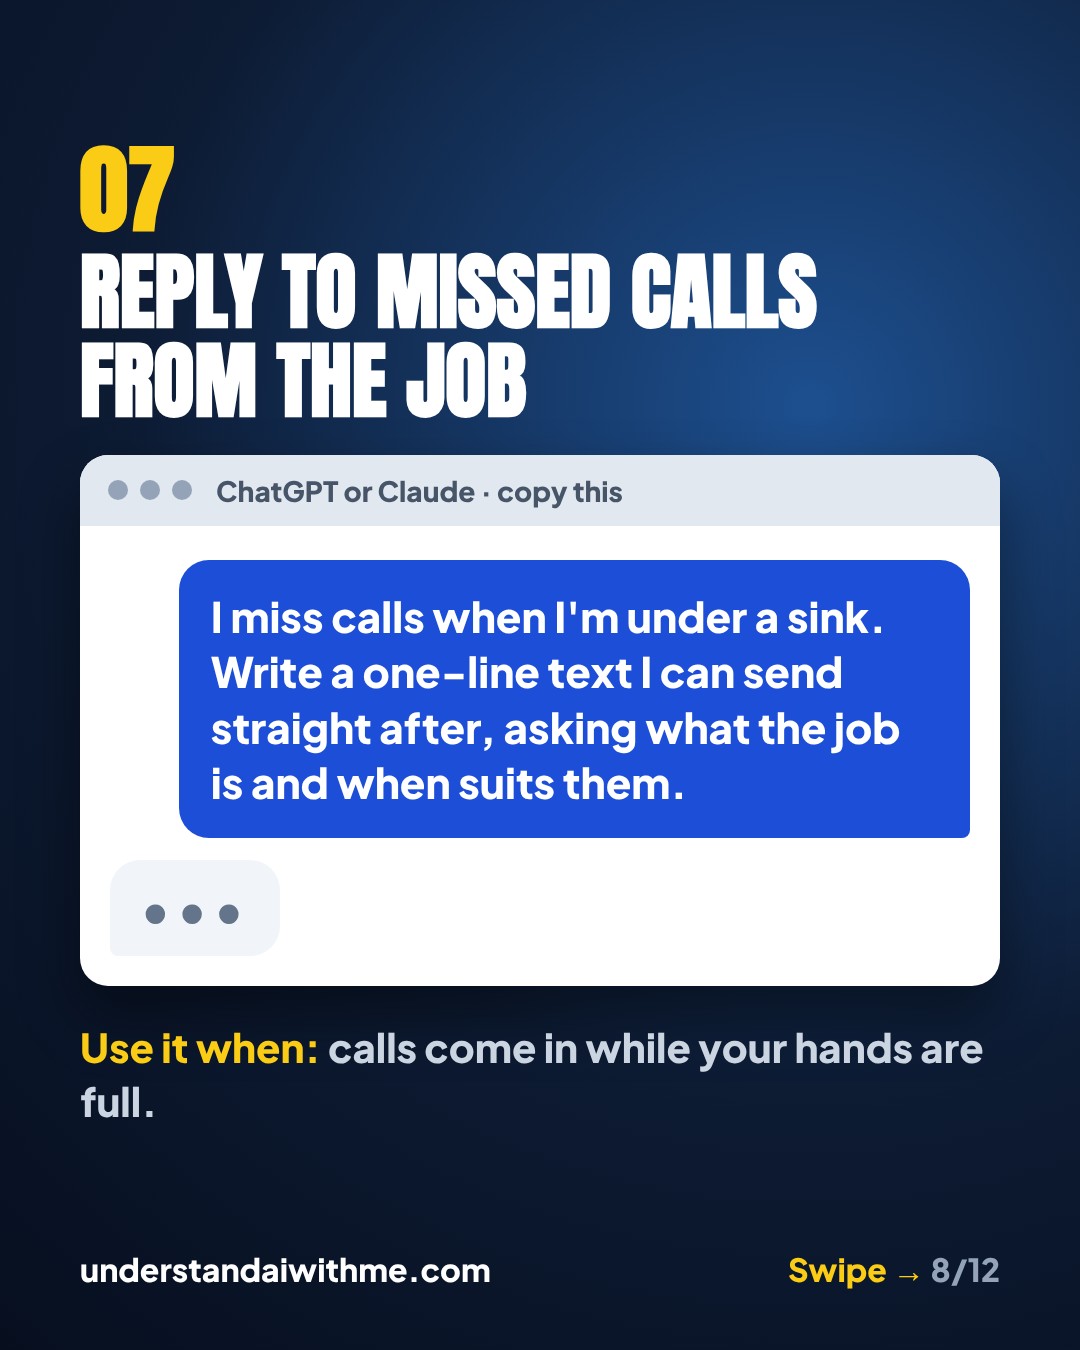 07
REPLY TO MISSED CALLS
FROM THE JOB
ChatGPT or Claude · copy this
I miss calls when I'm under a sink.
Write a one-line text I can send
straight after, asking what the job
is and when suits them.
Use it when: calls come in while your hands are
full.
understandaiwithme.com
Swipe → 8/12